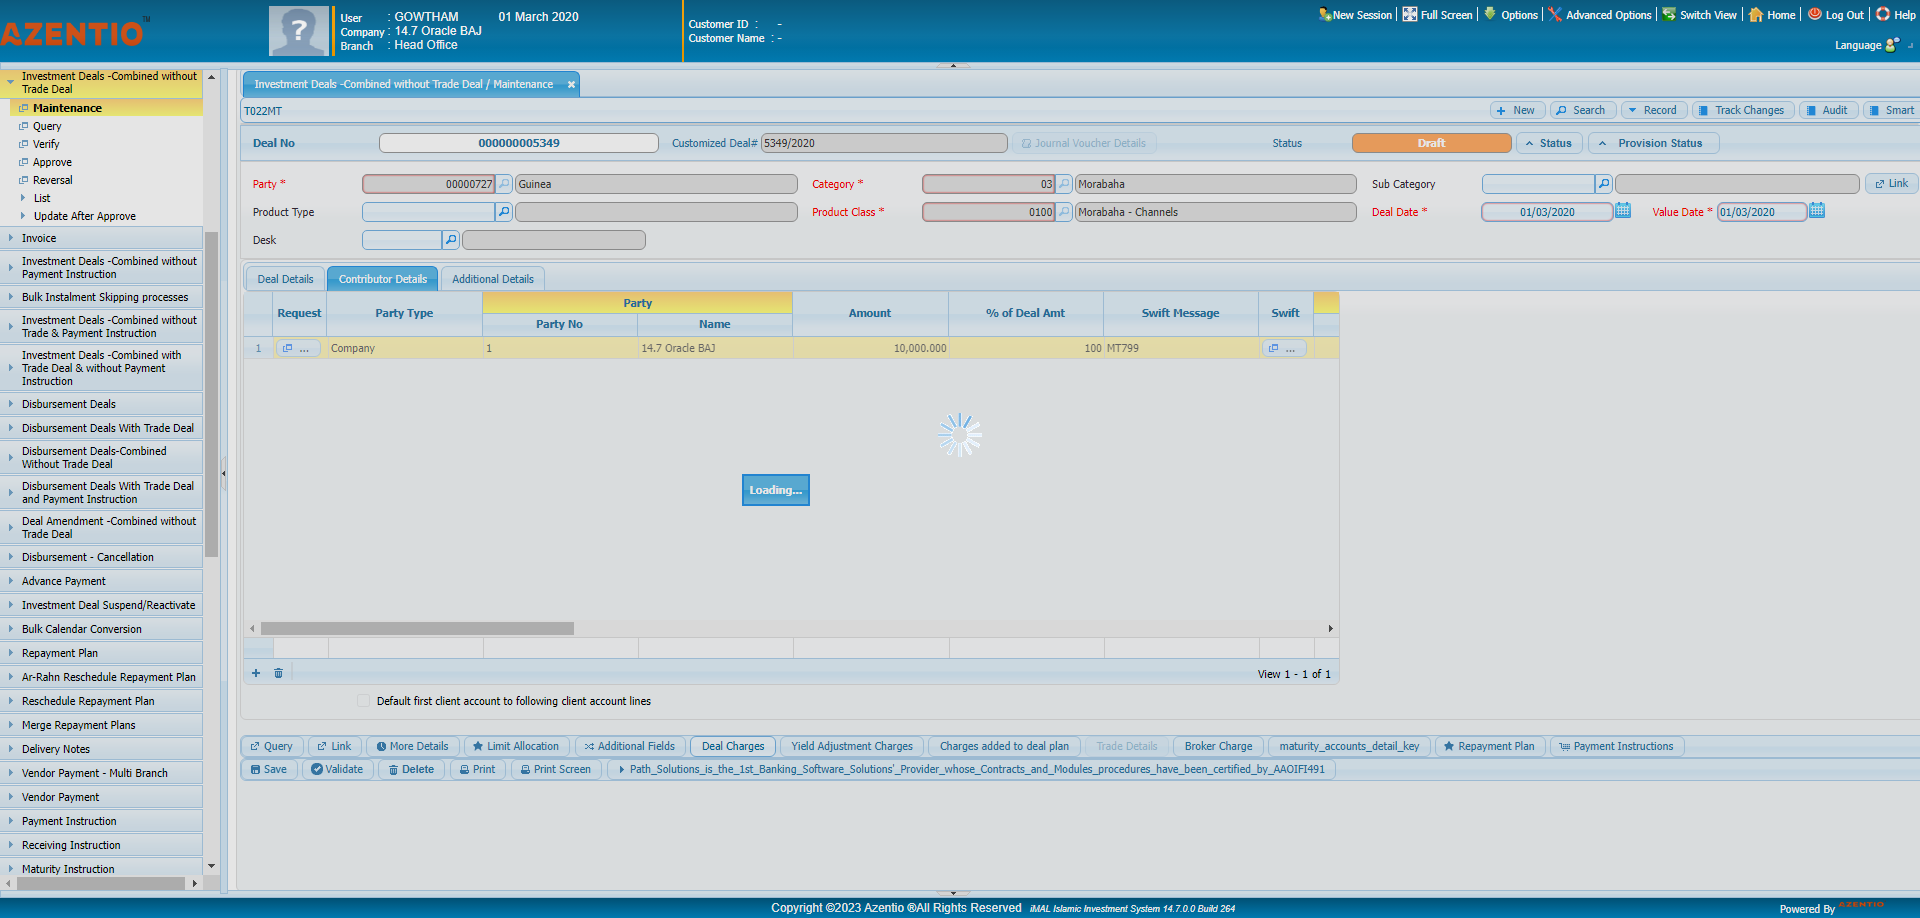 AZENTIO™
User : GOWTHAM 01 March 2020
Company : 14.7 Oracle BAJ
Branch : Head Office
Customer ID : -
Customer Name : -
New Session | Full Screen | Options | Advanced Options | Switch View | Home | Log Out | Help
Language
Investment Deals -Combined without
Trade Deal
Maintenance
Query
Verify
Approve
Reversal
List
Update After Approve
Invoice
Investment Deals -Combined without
Payment Instruction
Bulk Instalment Skipping processes
Investment Deals -Combined without
Trade & Payment Instruction
Investment Deals -Combined with
Trade Deal & without Payment
Instruction
Disbursement Deals
Disbursement Deals With Trade Deal
Disbursement Deals-Combined
Without Trade Deal
Disbursement Deals With Trade Deal
and Payment Instruction
Deal Amendment -Combined without
Trade Deal
Disbursement - Cancellation
Advance Payment
Investment Deal Suspend/Reactivate
Bulk Calendar Conversion
Repayment Plan
Ar-Rahn Reschedule Repayment Plan
Reschedule Repayment Plan
Merge Repayment Plans
Delivery Notes
Vendor Payment - Multi Branch
Vendor Payment
Payment Instruction
Receiving Instruction
Maturity Instruction
Investment Deals -Combined without Trade Deal / Maintenance
T022MT
New Search Record Track Changes Audit Smart
Deal No 000000005349 Customized Deal# 5349/2020 Journal Voucher Details Status Draft Status Provision Status
Party * 00000727 Guinea Category * 03 Morabaha Sub Category Link
Product Type Product Class * 0100 Morabaha - Channels Deal Date * 01/03/2020 Value Date * 01/03/2020
Desk
Deal Details Contributor Details Additional Details
Request Party Type Party Amount % of Deal Amt Swift Message Swift
Party No Name
1 ... Company 1 14.7 Oracle BAJ 10,000.000 100 MT799 ...
Loading...
View 1 - 1 of 1
Default first client account to following client account lines
Query Link More Details Limit Allocation Additional Fields Deal Charges Yield Adjustment Charges Charges added to deal plan Trade Details Broker Charge maturity_accounts_detail_key Repayment Plan Payment Instructions
Save Validate Delete Print Print Screen Path_Solutions_is_the_1st_Banking_Software_Solutions'_Provider_whose_Contracts_and_Modules_procedures_have_been_certified_by_AAOIFI491
Copyright ©2023 Azentio ®All Rights Reserved iMAL Islamic Investment System 14.7.0.0 Build 264
Powered By AZENTIO